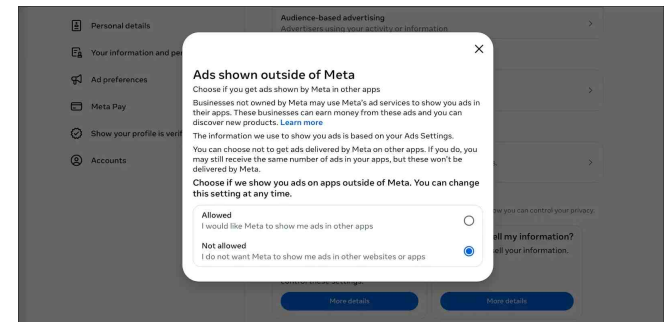 Personal details
Your information and per
Ad preferences
Meta Pay
Show your profile is verif
Accounts
Audience-based advertising
Advertisers using your activity or information
Ads shown outside of Meta
Choose if you get ads shown by Meta in other apps
Businesses not owned by Meta may use Meta's ad services to show you ads in
their apps. These businesses can earn money from these ads and you can
discover new products. Learn more
The information we use to show you ads is based on your Ads Settings.
You can choose not to get ads delivered by Meta on other apps. If you do, you
may still receive the same number of ads in your apps, but these won't be
delivered by Meta.
Choose if we show you ads on apps outside of Meta. You can change
this setting at any time.
Allowed
I would like Meta to show me ads in other apps
Not allowed
I do not want Meta to show me ads in other websites or apps
you can control your privacy.
ell my information?
ell your information.
control these settings.
More details
More details